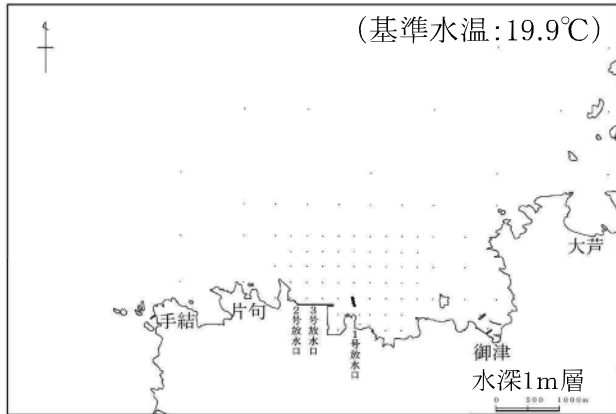 (基準水温:19.9℃)
大芦
片句
手結
2号放水口
3号放水口
1号放水口
御津
水深1m層
0 500 1000m